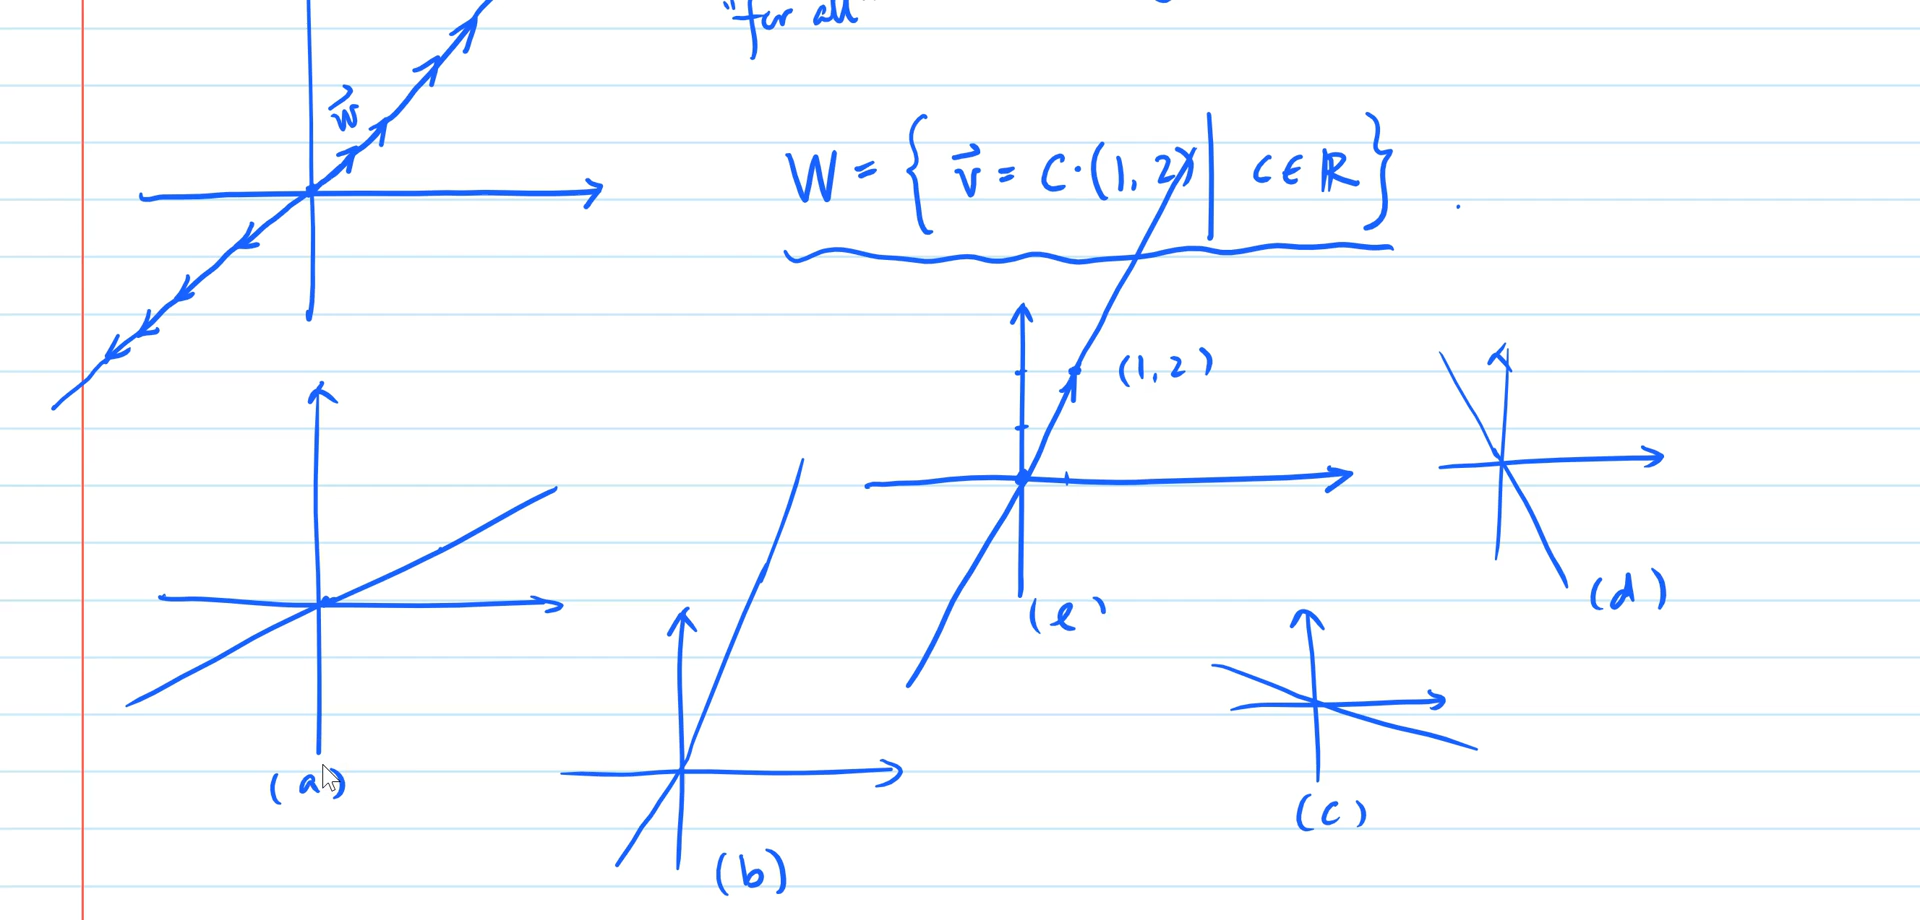 "for all"
w⃗
W = { v⃗ = C·(1,2) | C ∈ ℝ } .
(1,2)
(e)
(d)
(a)
(c)
(b)